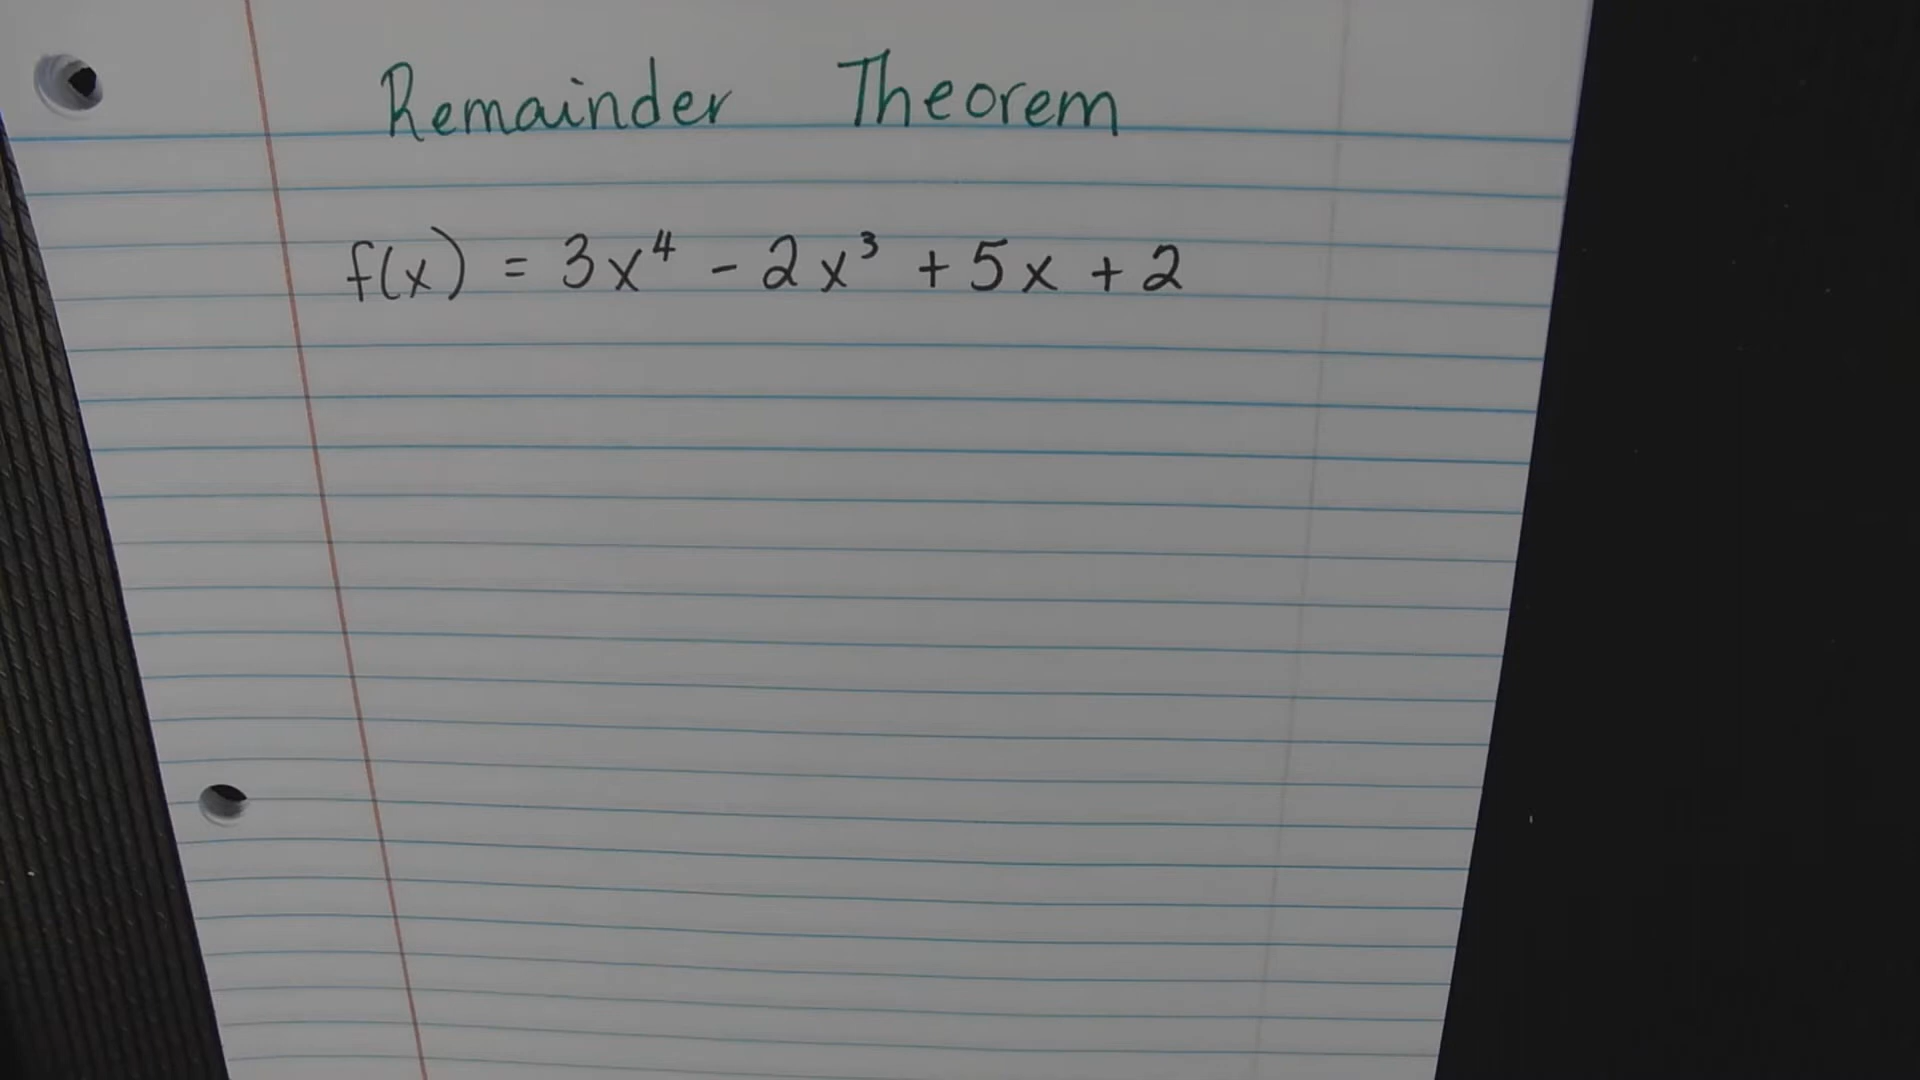 Remainder Theorem
f(x) = 3x⁴ - 2x³ + 5x + 2